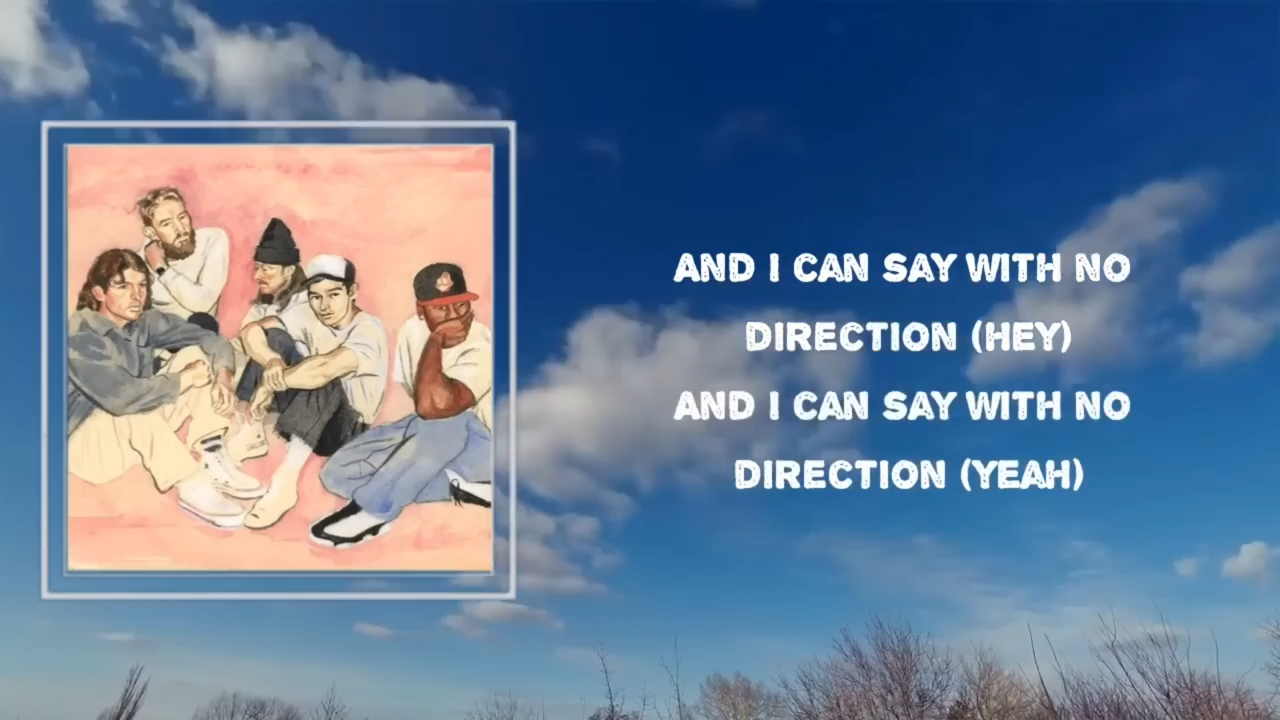 AND I CAN SAY WITH NO
DIRECTION (HEY)
AND I CAN SAY WITH NO
DIRECTION (YEAH)